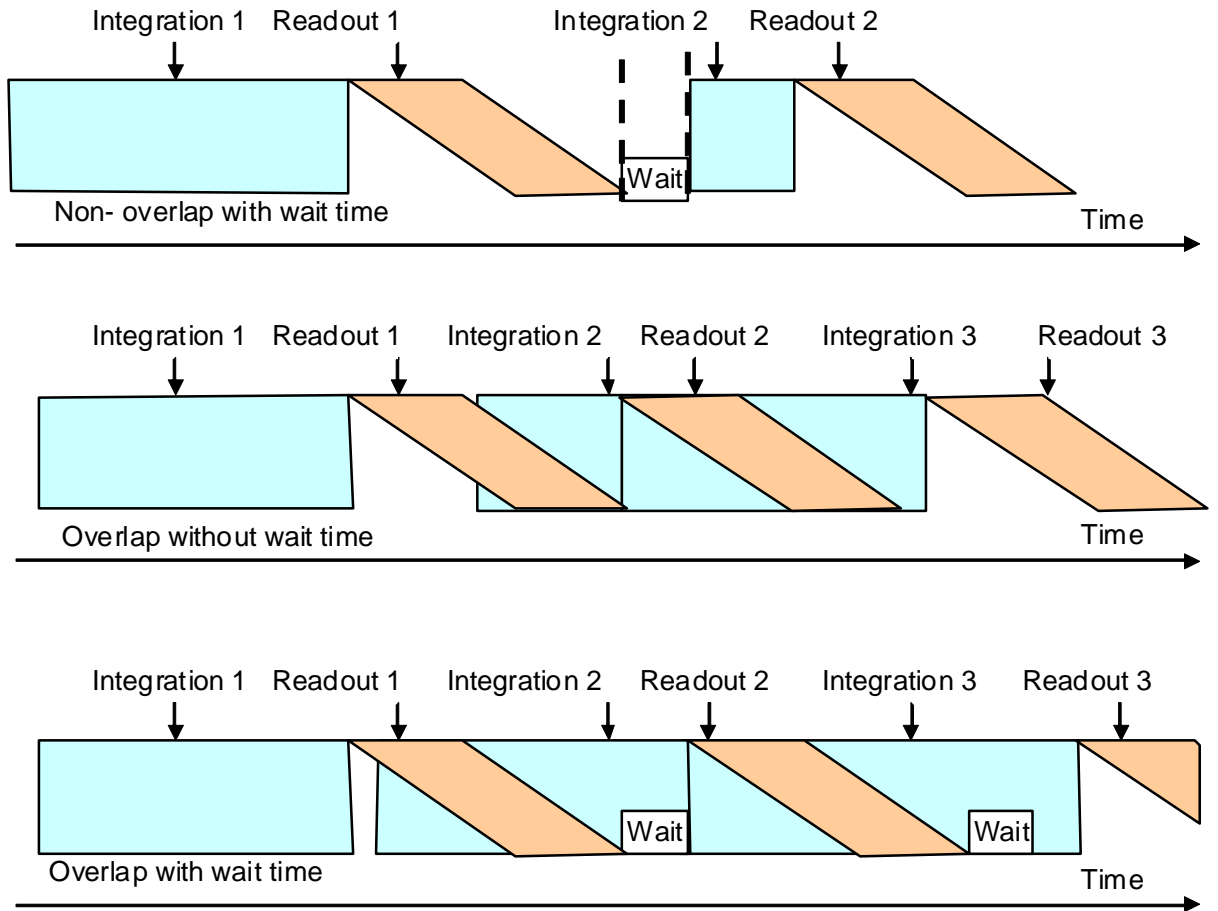 Integration 1 Readout 1 Integration 2 Readout 2
Wait
Non- overlap with wait time
Time
Integration 1 Readout 1 Integration 2 Readout 2 Integration 3 Readout 3
Overlap without wait time
Time
Integration 1 Readout 1 Integration 2 Readout 2 Integration 3 Readout 3
Wait Wait
Overlap with wait time
Time